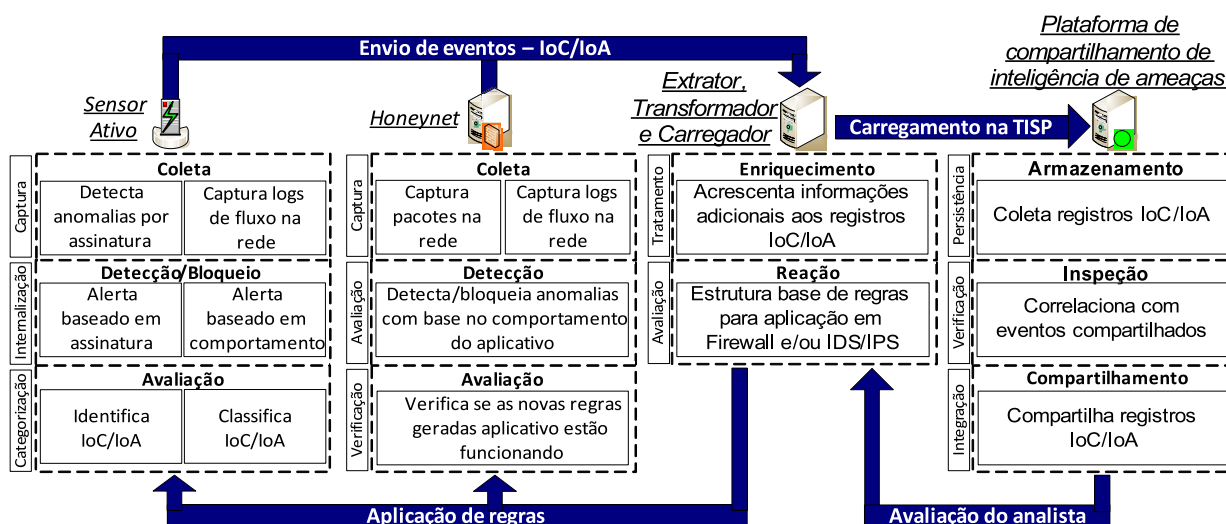 Envio de eventos – IoC/IoA
Sensor
Ativo
Honeynet
Extrator,
Transformador
e Carregador
Carregamento na TISP
Plataforma de
compartilhamento de
inteligência de ameaças
Captura
Coleta
Detecta
anomalias por
assinatura
Captura logs
de fluxo na
rede
Internalização
Detecção/Bloqueio
Alerta
baseado em
assinatura
Alerta
baseado em
comportamento
Categorização
Avaliação
Identifica
IoC/IoA
Classifica
IoC/IoA
Captura
Coleta
Captura
pacotes na
rede
Captura logs
de fluxo na
rede
Avaliação
Detecção
Detecta/bloqueia anomalias
com base no comportamento
do aplicativo
Verificação
Avaliação
Verifica se as novas regras
geradas aplicativo estão
funcionando
Tratamento
Enriquecimento
Acrescenta informações
adicionais aos registros
IoC/IoA
Avaliação
Reação
Estrutura base de regras
para aplicação em
Firewall e/ou IDS/IPS
Persistência
Armazenamento
Coleta registros IoC/IoA
Verificação
Inspeção
Correlaciona com
eventos compartilhados
Integração
Compartilhamento
Compartilha registros
IoC/IoA
Aplicação de regras
Avaliação do analista